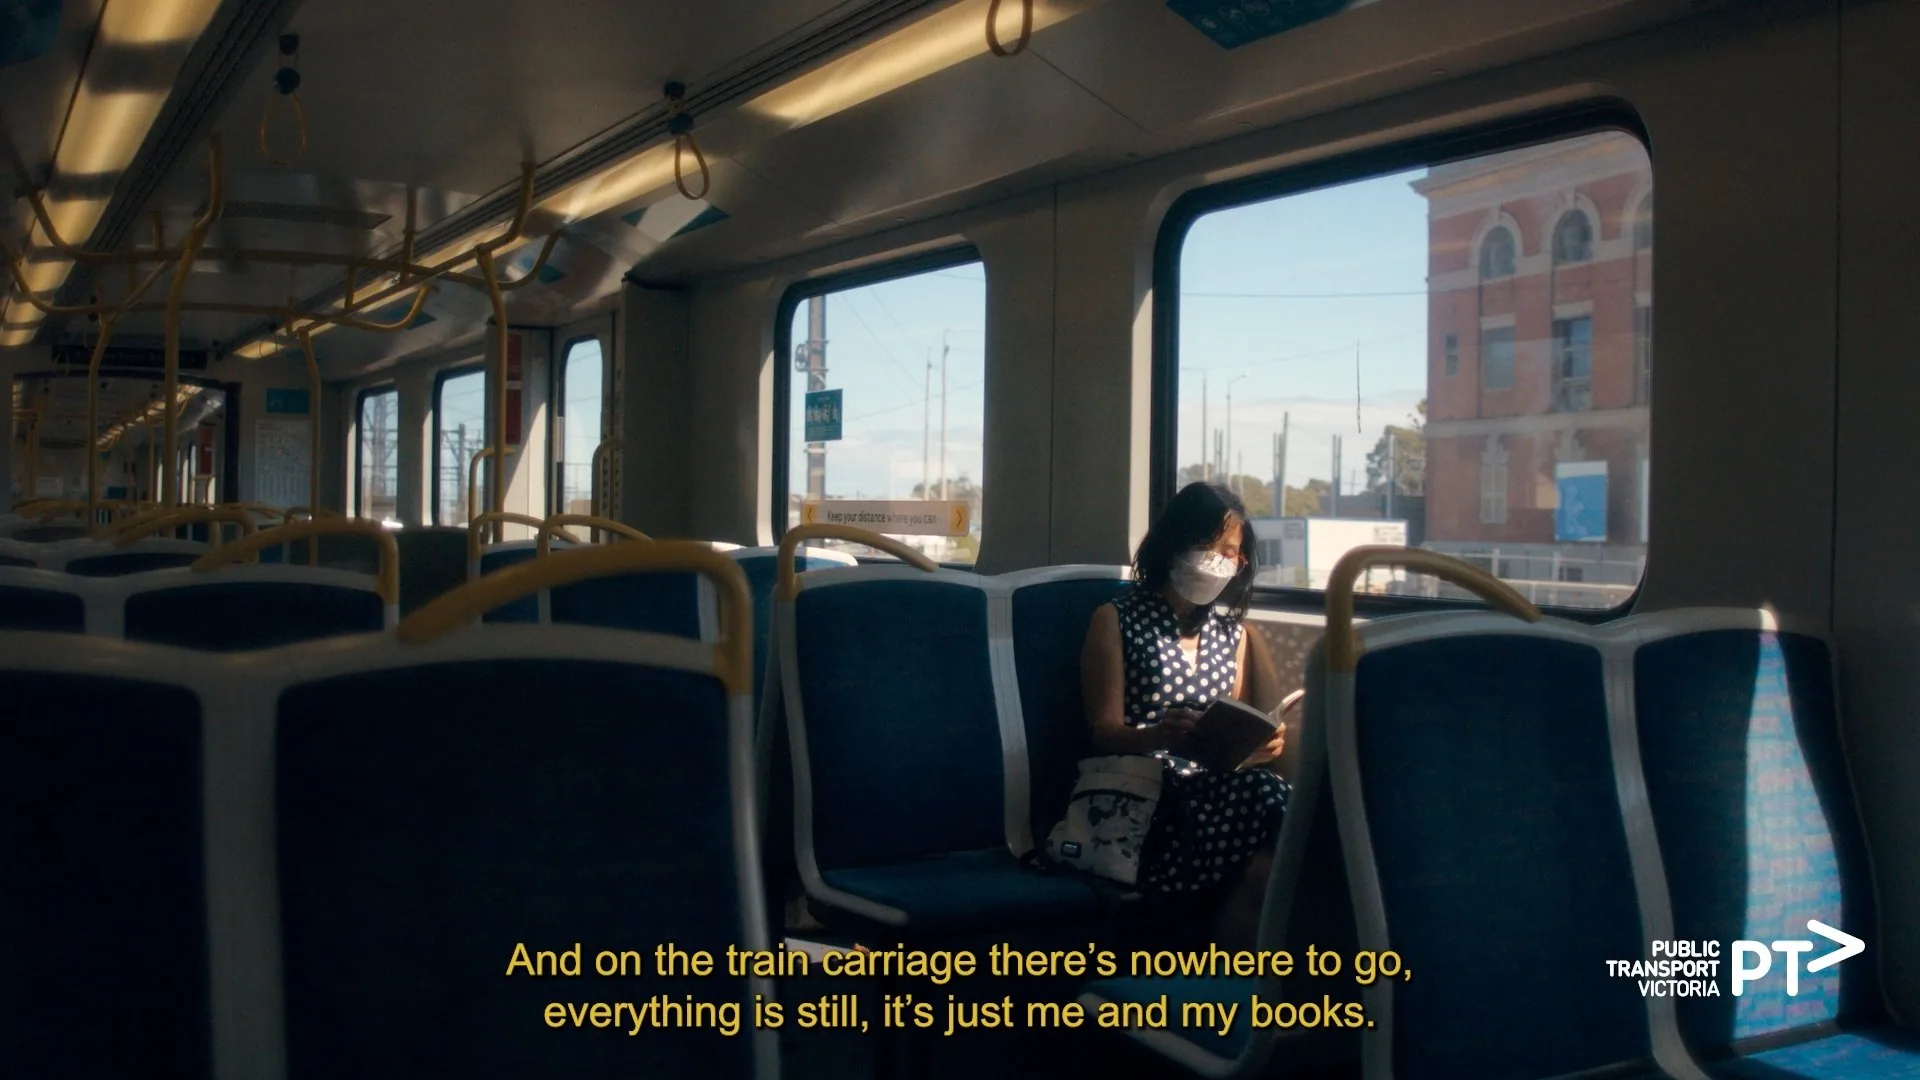 Keep your distance where you can
And on the train carriage there's nowhere to go,
everything is still, it's just me and my books.
PUBLIC
TRANSPORT
VICTORIA
PT>